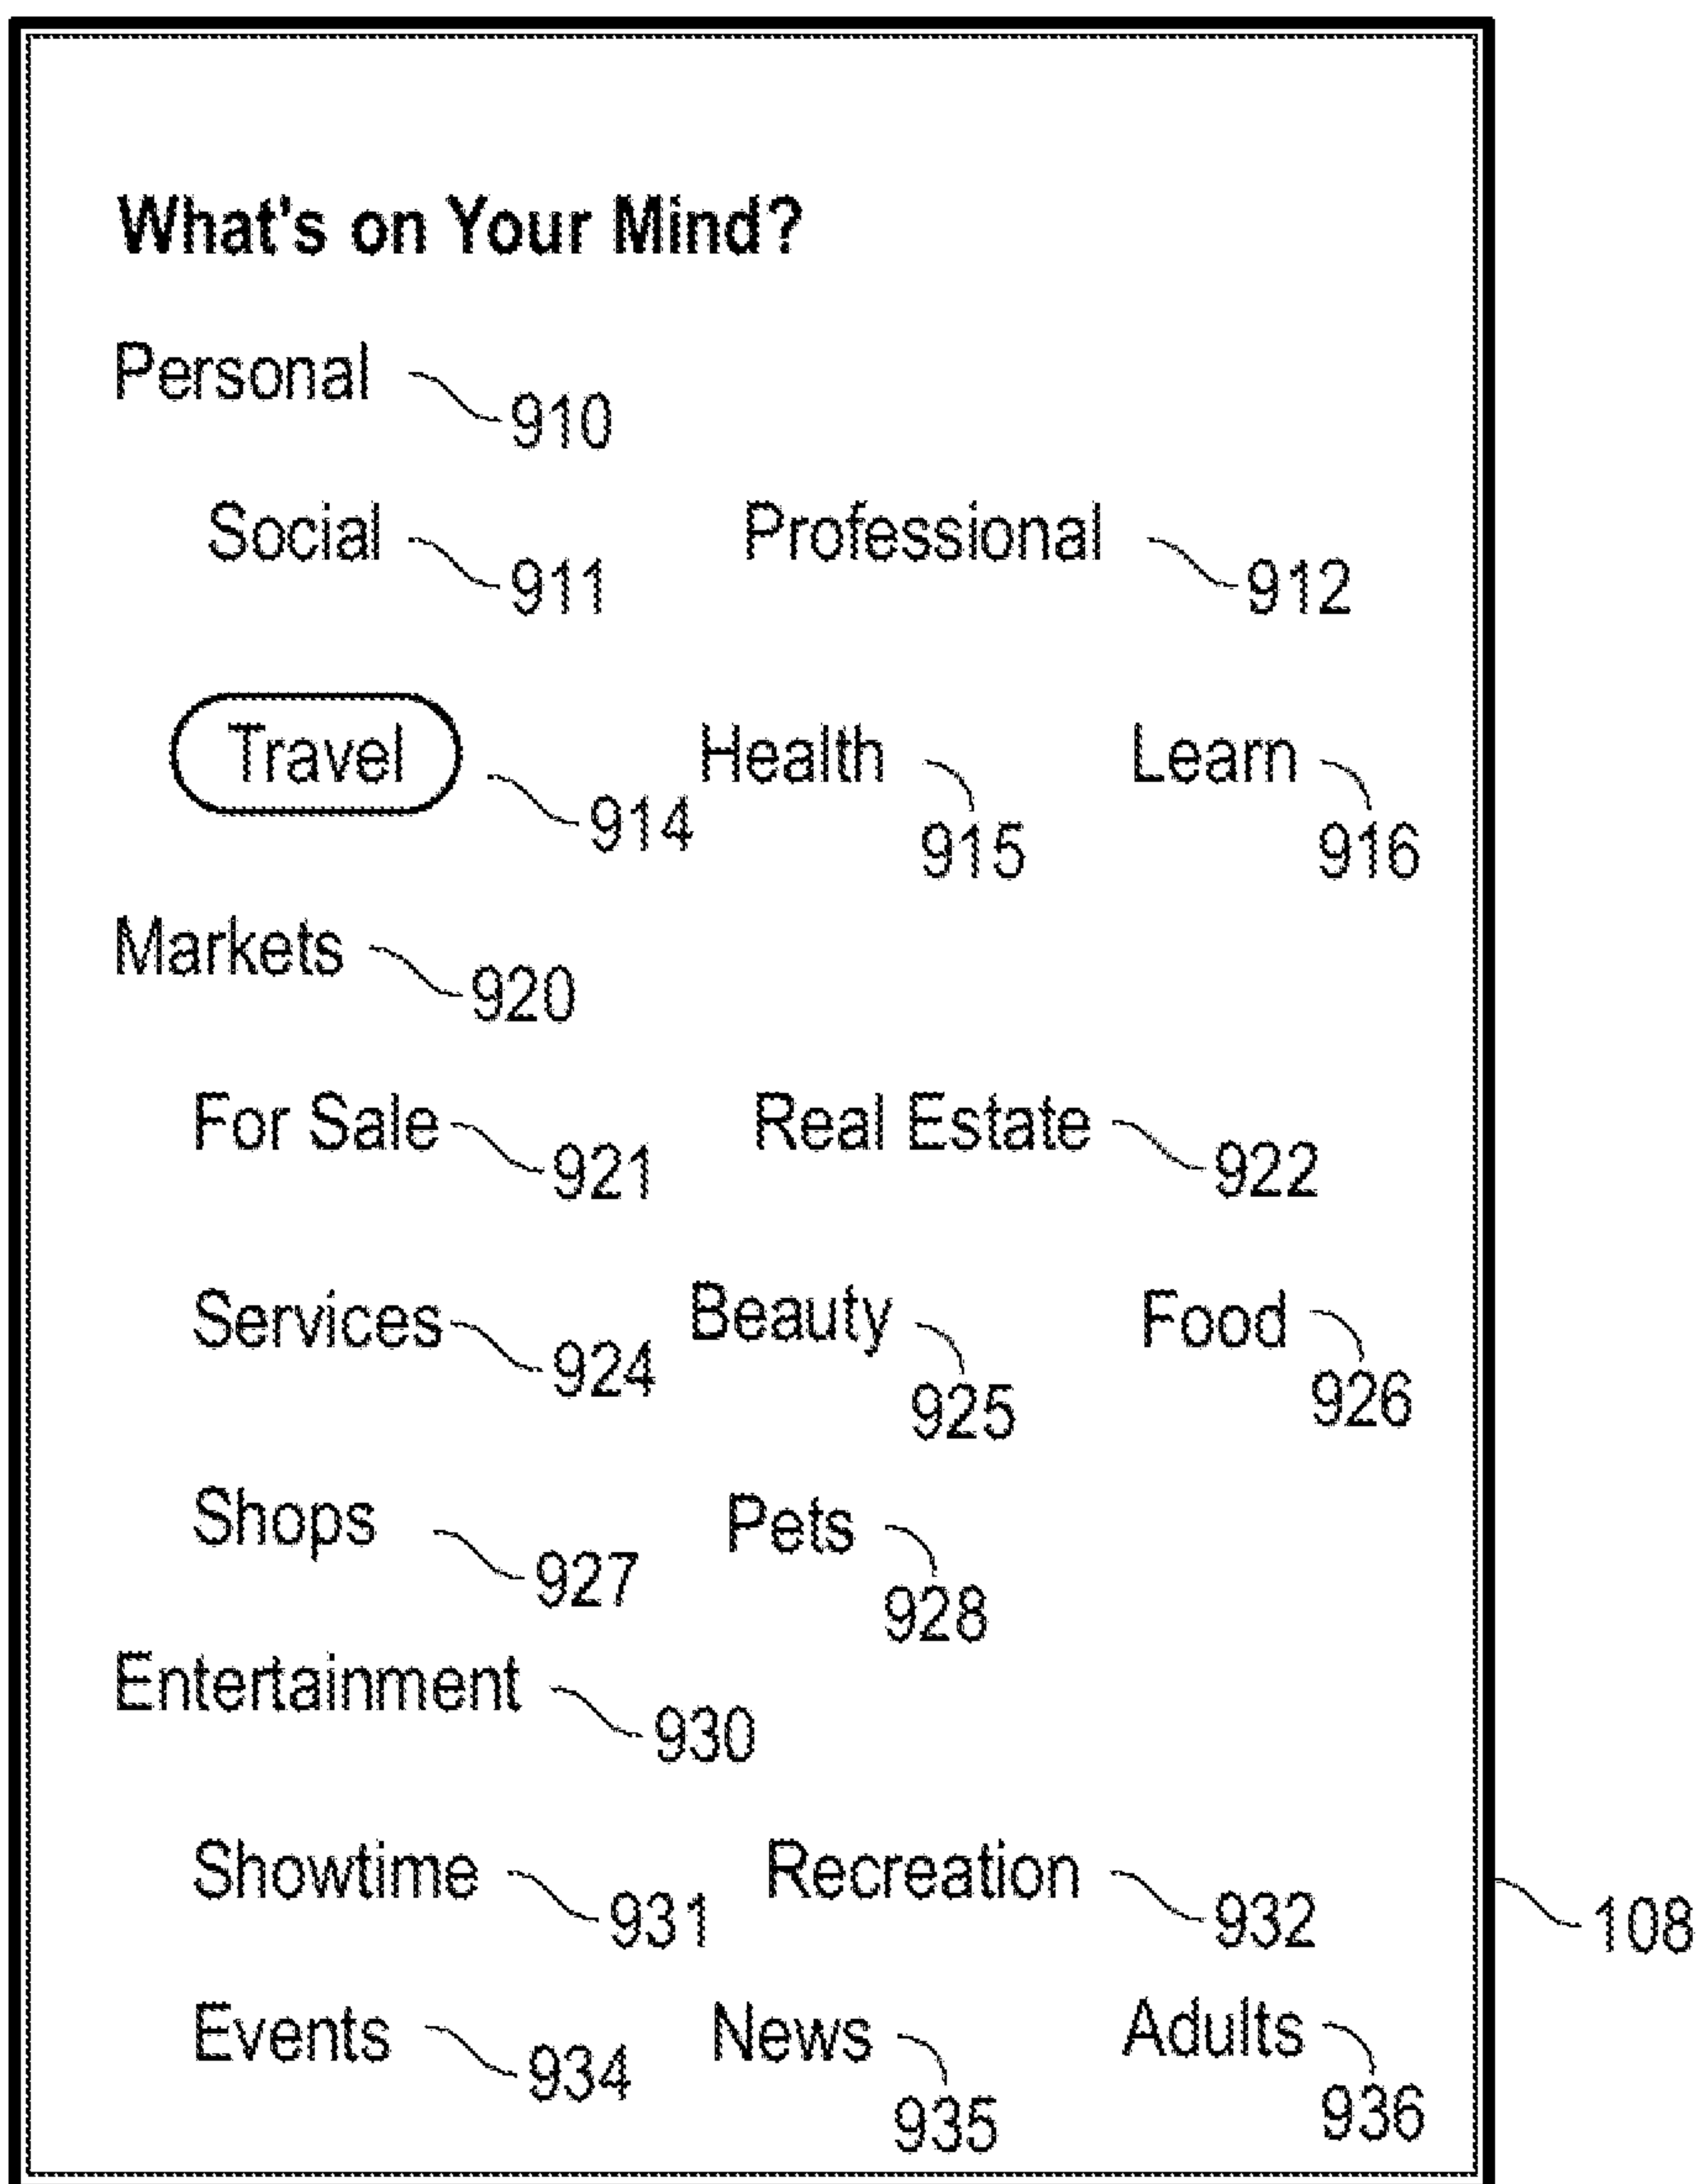 What's on Your Mind?
Personal 910
Social 911 Professional 912
Travel 914 Health 915 Learn 916
Markets 920
For Sale 921 Real Estate 922
Services 924 Beauty 925 Food 926
Shops 927 Pets 928
Entertainment 930
Showtime 931 Recreation 932
108
Events 934 News 935 Adults 936